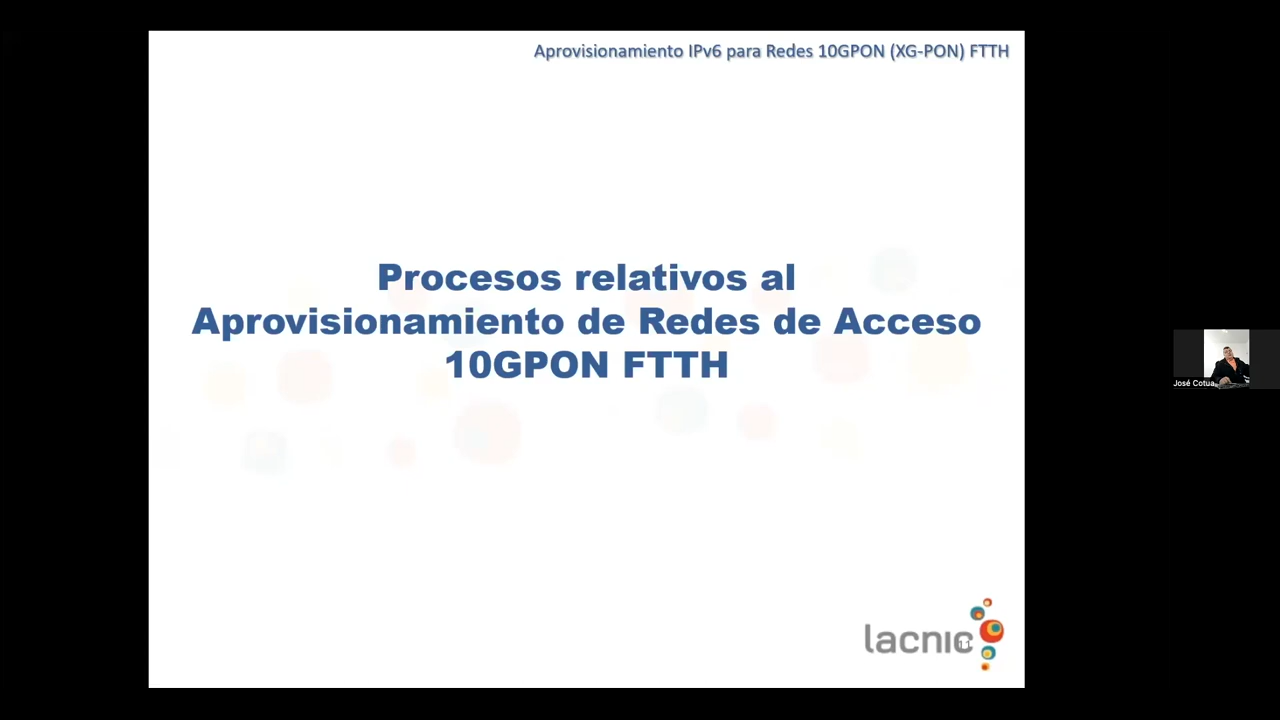 Aprovisionamiento IPv6 para Redes 10GPON (XG-PON) FTTH
Procesos relativos al
Aprovisionamiento de Redes de Acceso
10GPON FTTH
José Cotua
lacnic
11